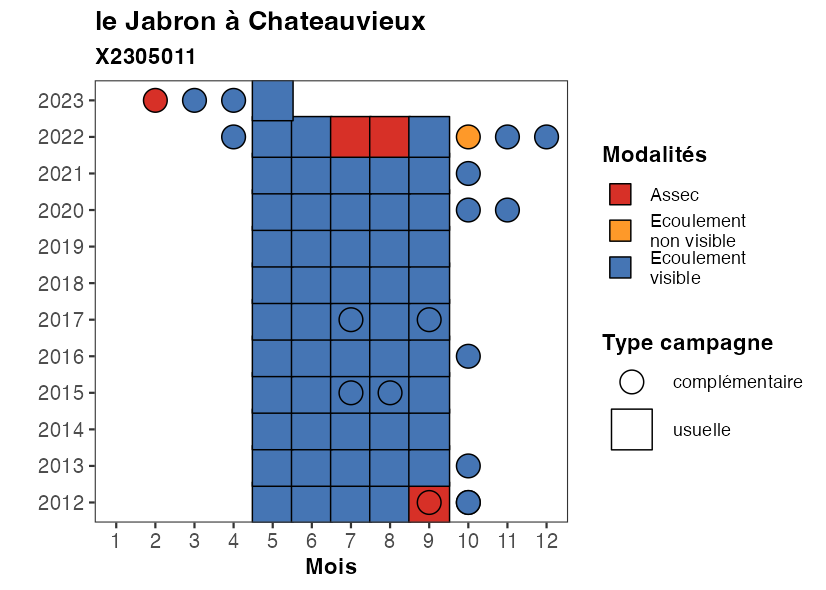 le Jabron à Chateauvieux
X2305011
2023
2022
2021
2020
2019
2018
2017
2016
2015
2014
2013
2012
1 2 3 4 5 6 7 8 9 10 11 12
Mois
Modalités
Assec
Ecoulement
non visible
Ecoulement
visible
Type campagne
complémentaire
usuelle